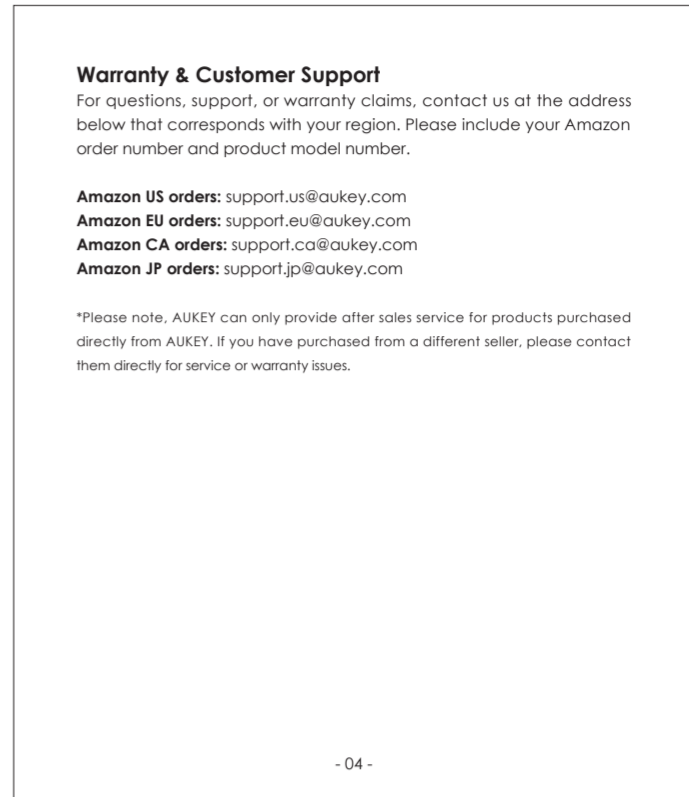 Warranty & Customer Support
For questions, support, or warranty claims, contact us at the address
below that corresponds with your region. Please include your Amazon
order number and product model number.
Amazon US orders: support.us@aukey.com
Amazon EU orders: support.eu@aukey.com
Amazon CA orders: support.ca@aukey.com
Amazon JP orders: support.jp@aukey.com
*Please note, AUKEY can only provide after sales service for products purchased
directly from AUKEY. If you have purchased from a different seller, please contact
them directly for service or warranty issues.
- 04 -